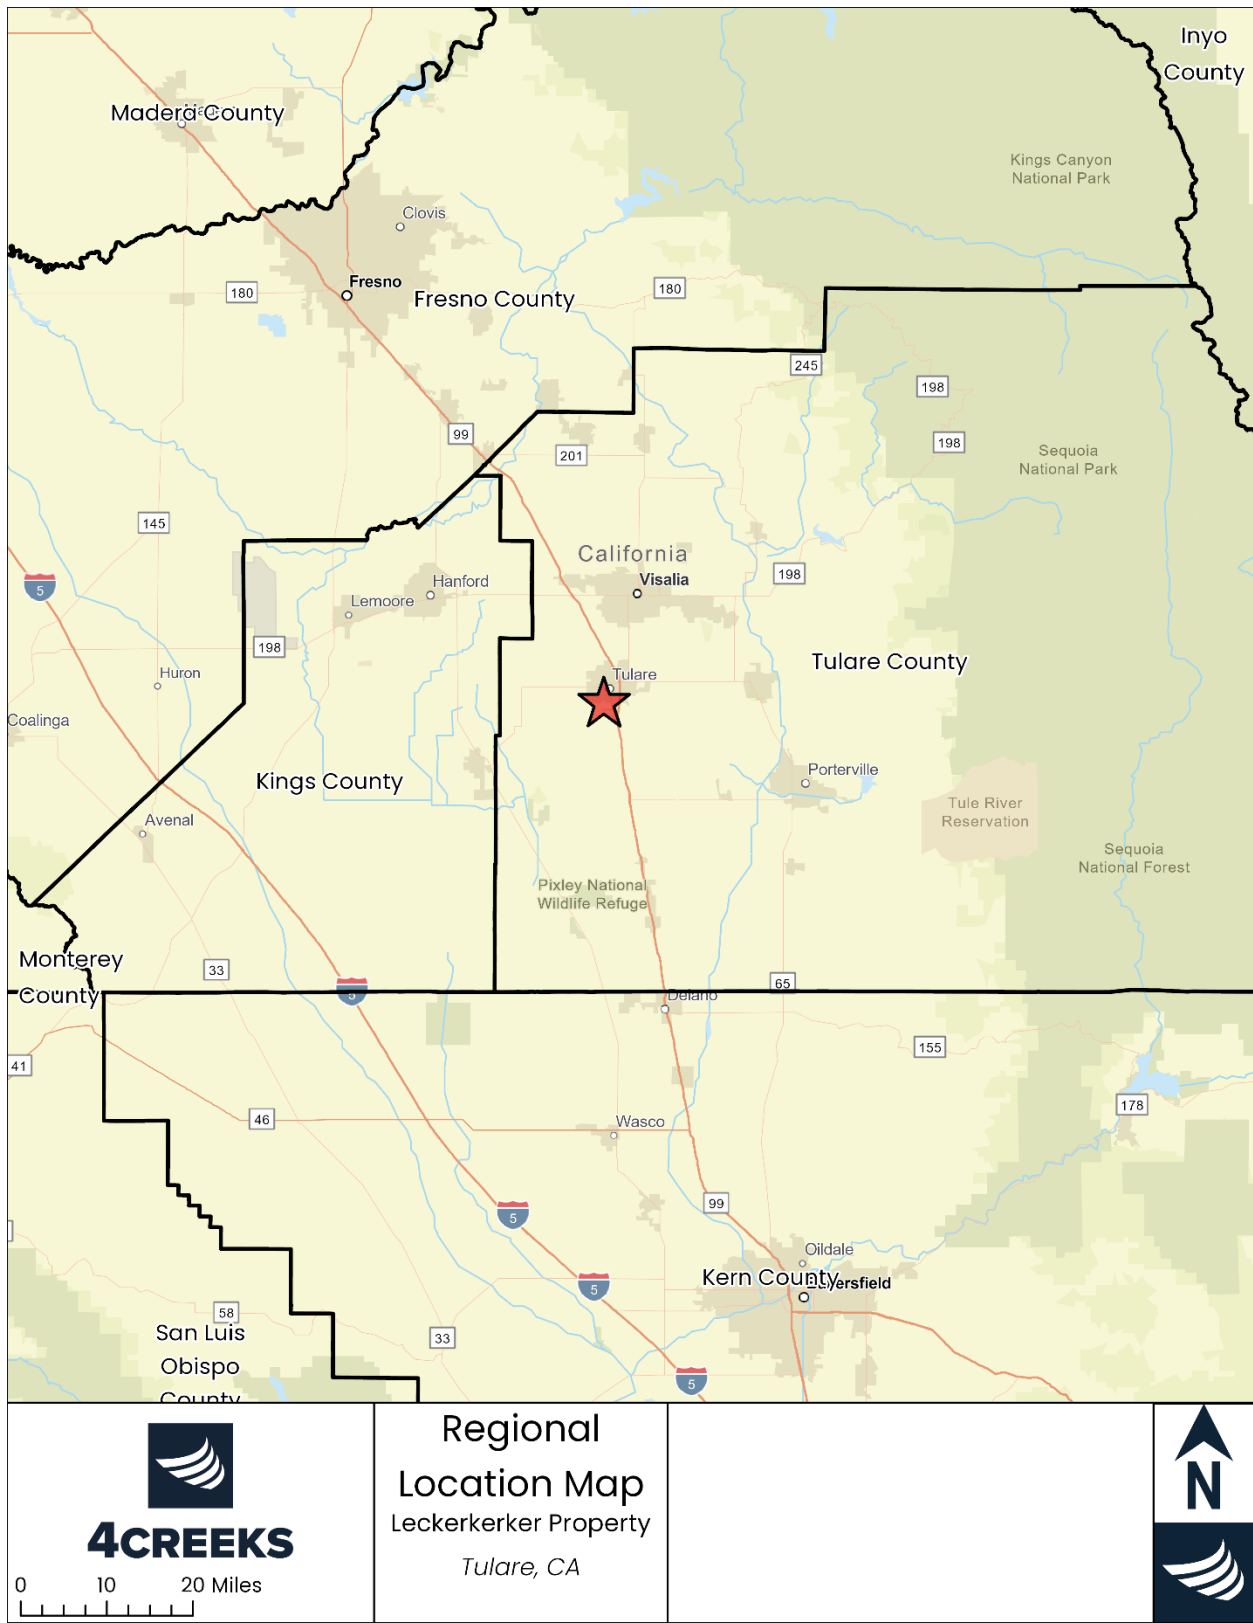 Inyo
County
Madera County
Kings Canyon
National Park
Clovis
Fresno
Fresno County
180
180
245
198
99
201
198
Sequoia
National Park
145
California
5
Hanford
198
Visalia
Lemoore
198
Tulare County
Huron
Tulare
Coalinga
Kings County
Porterville
Tule River
Reservation
Avenal
Sequoia
National Forest
Pixley National
Wildlife Refuge
Monterey
County
33
65
5
Delano
155
41
178
46
Wasco
99
5
Oildale
Kern County
5
58
33
San Luis
Obispo
County
5
Regional
Location Map
Leckerkerker Property
Tulare, CA
4CREEKS
0 10 20 Miles
N